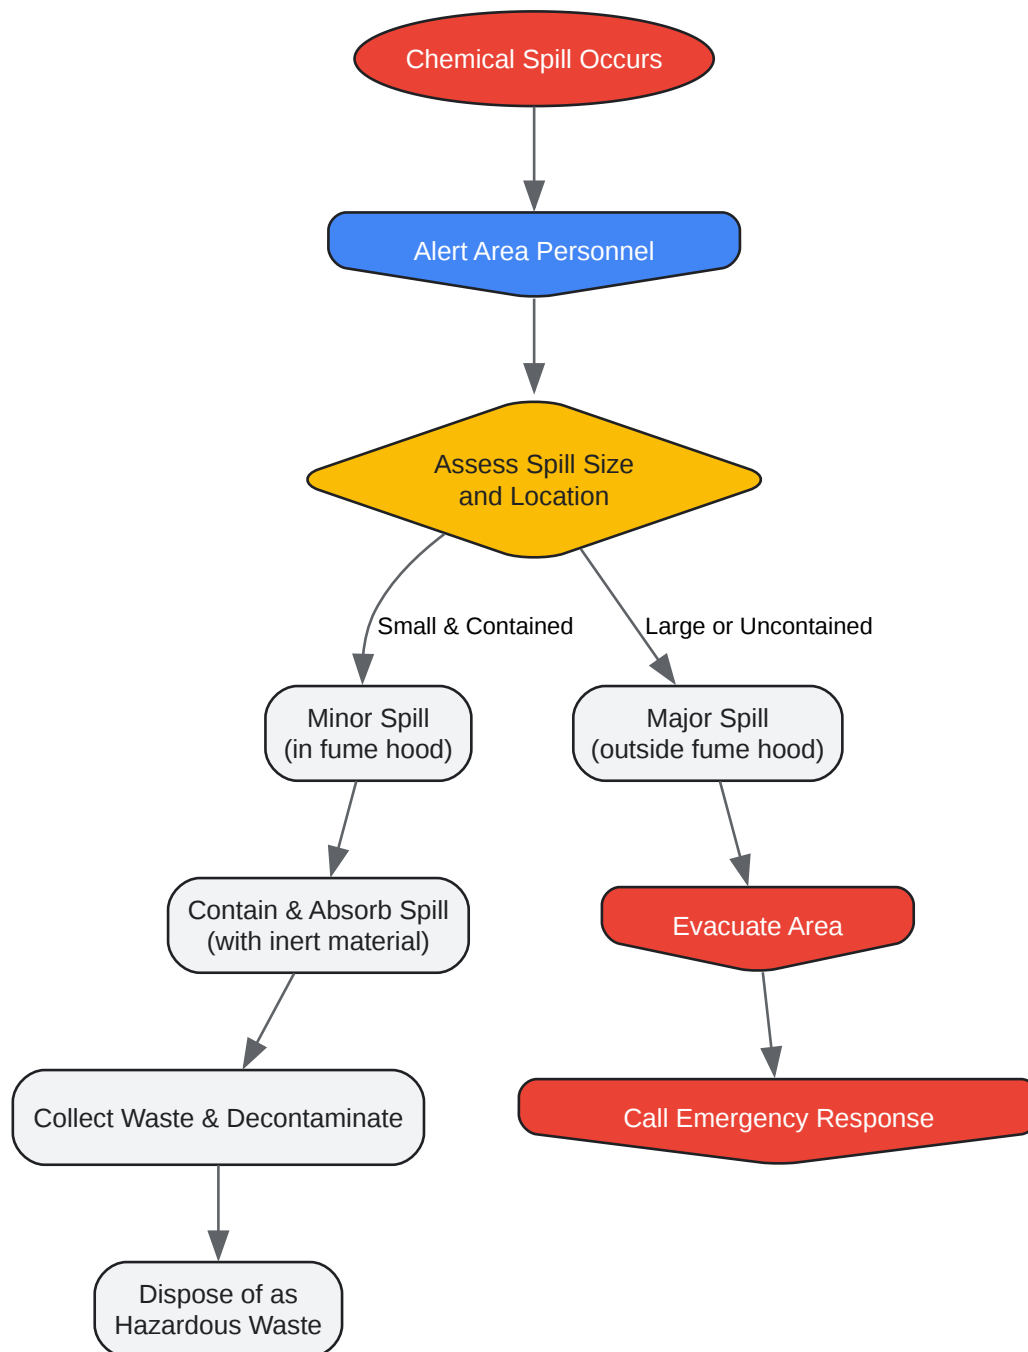 Chemical Spill Occurs
Alert Area Personnel
Assess Spill Size
and Location
Small & Contained
Large or Uncontained
Minor Spill
(in fume hood)
Major Spill
(outside fume hood)
Contain & Absorb Spill
(with inert material)
Evacuate Area
Collect Waste & Decontaminate
Call Emergency Response
Dispose of as
Hazardous Waste